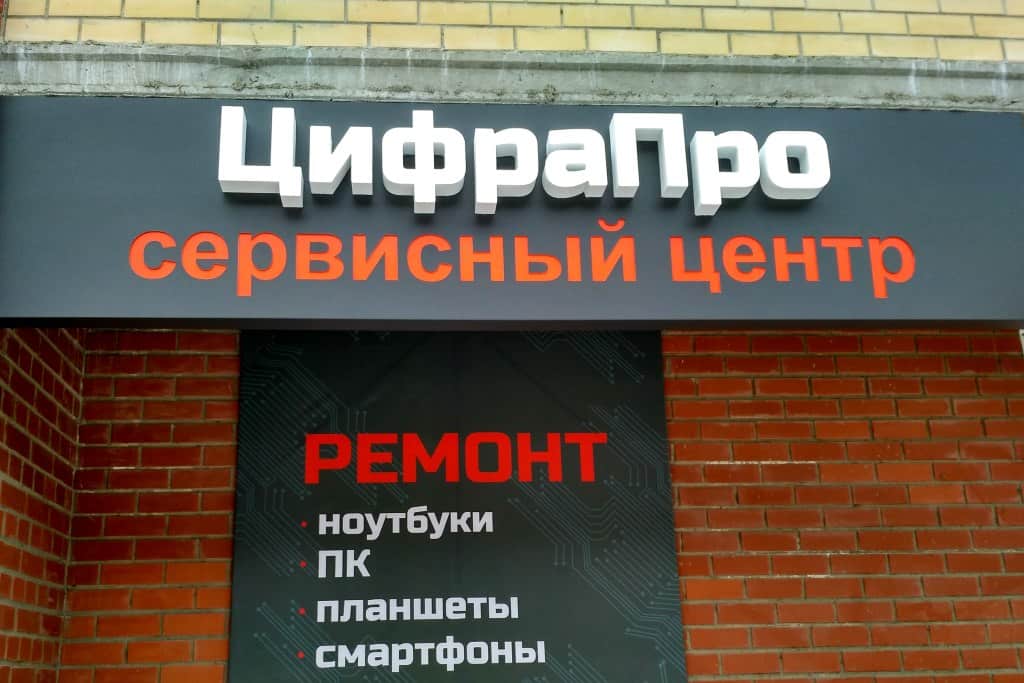 ЦифраПро
сервисный центр
РЕМОНТ
· ноутбуки
· ПК
· планшеты
· смартфоны